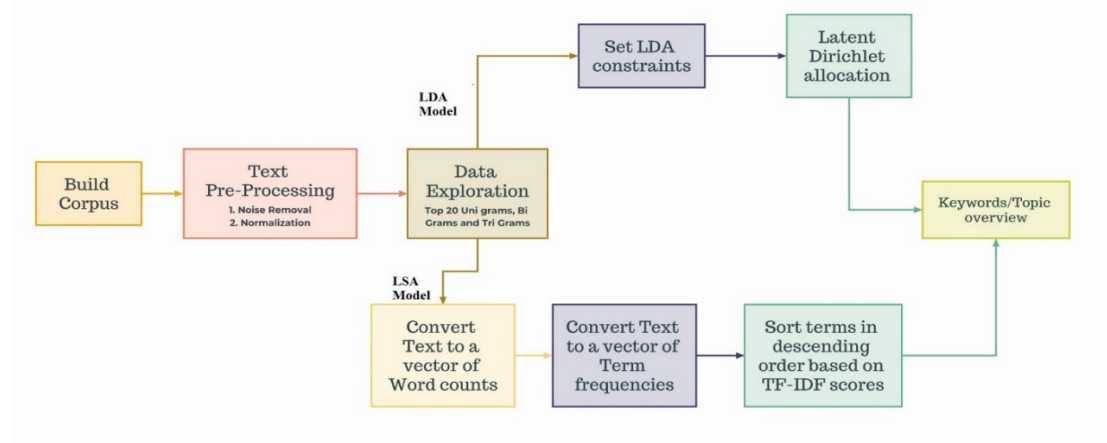 Build
Corpus
Text
Pre-Processing
1. Noise Removal
2. Normalization
Data
Exploration
Top 20 Uni grams, Bi
Grams and Tri Grams
LDA
Model
Set LDA
constraints
Latent
Dirichlet
allocation
LSA
Model
Convert
Text to a
vector of
Word counts
Convert Text
to a vector of
Term
frequencies
Sort terms in
descending
order based on
TF-IDF scores
Keywords/Topic
overview